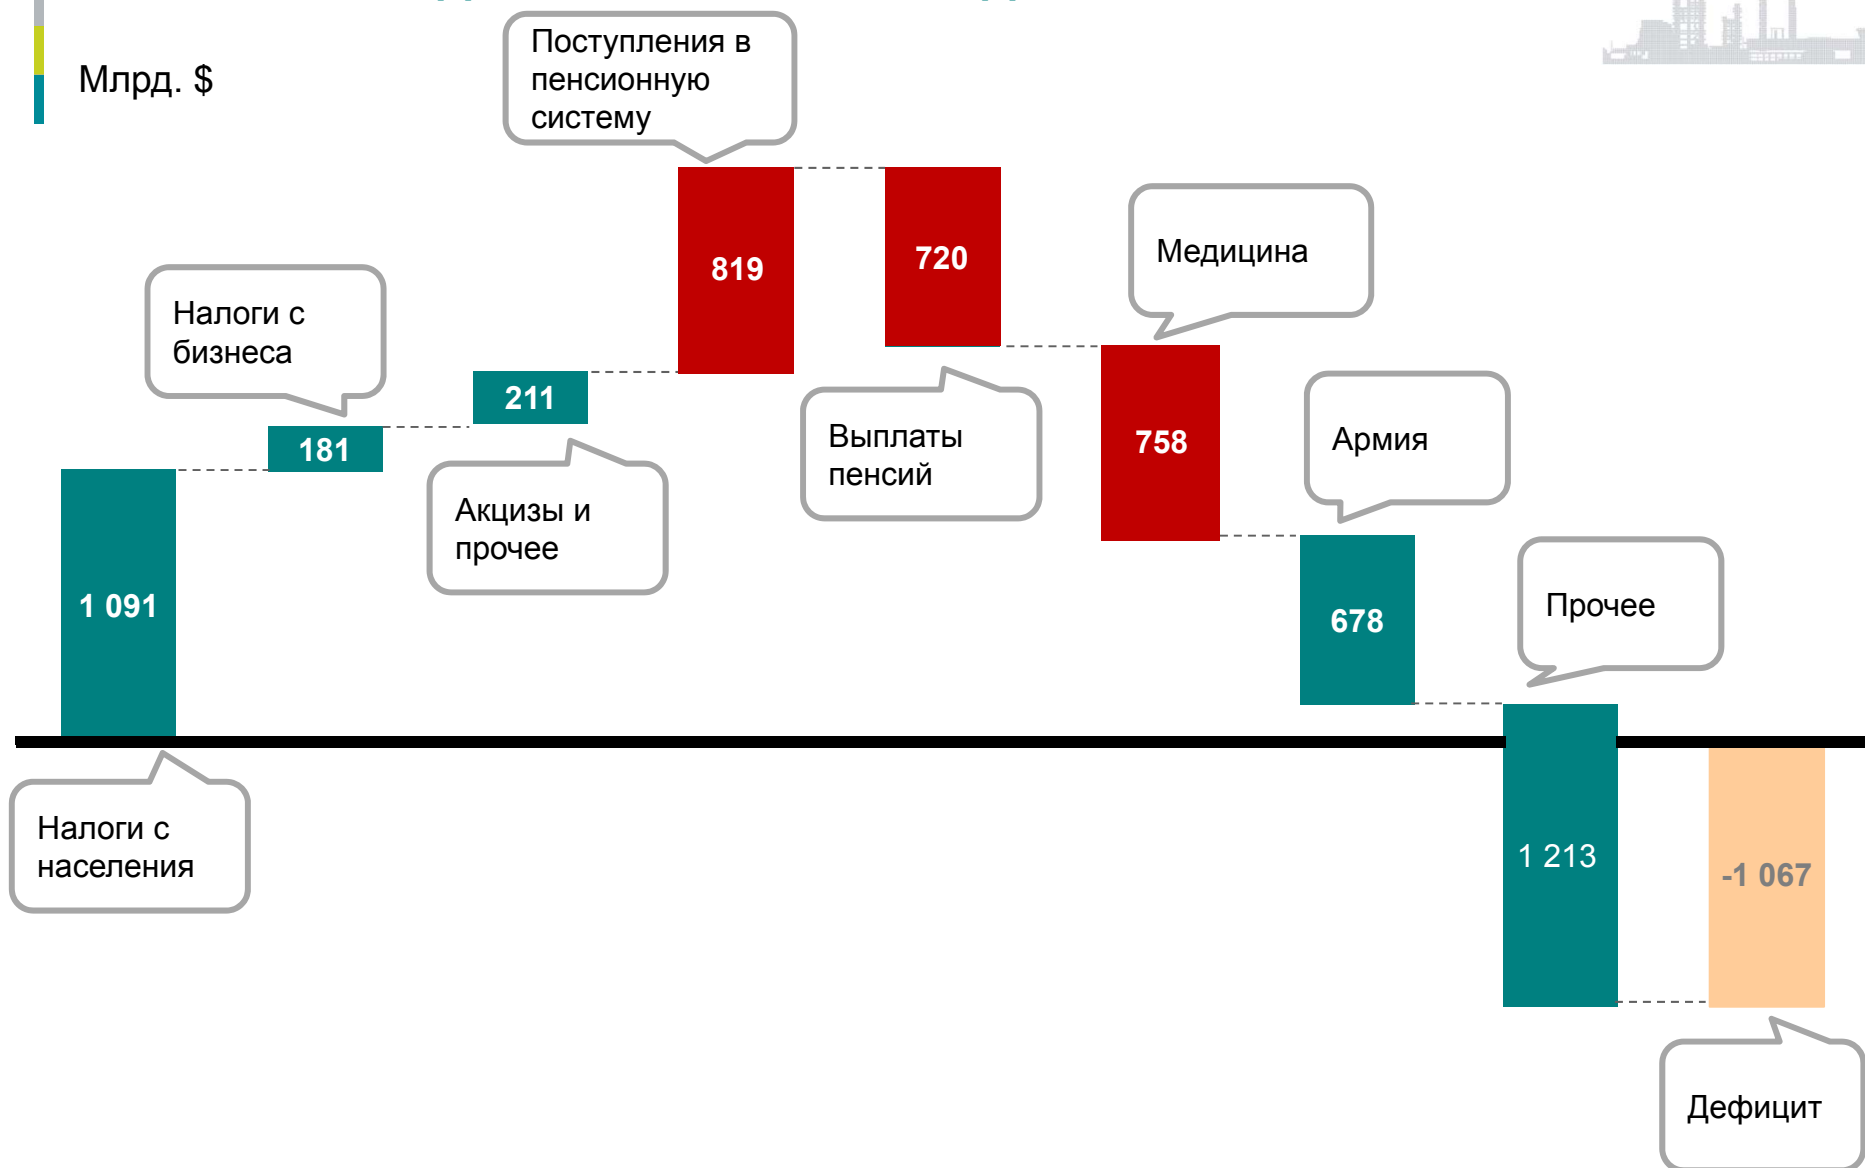 Млрд. $
Поступления в
пенсионную
систему
819
720
Медицина
Налоги с
бизнеса
181
211
Акцизы и
прочее
Выплаты
пенсий
758
Армия
1 091
678
Прочее
Налоги с
населения
1 213
-1 067
Дефицит